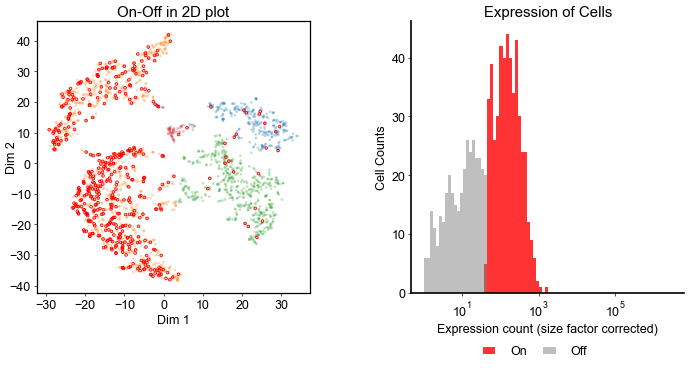 On-Off in 2D plot
40
30
20
10
0
−10
−20
−30
−40
Dim 2
−30 −20 −10 0 10 20 30
Dim 1
Expression of Cells
40
30
20
10
0
Cell Counts
10^1 10^3 10^5
Expression count (size factor corrected)
On Off